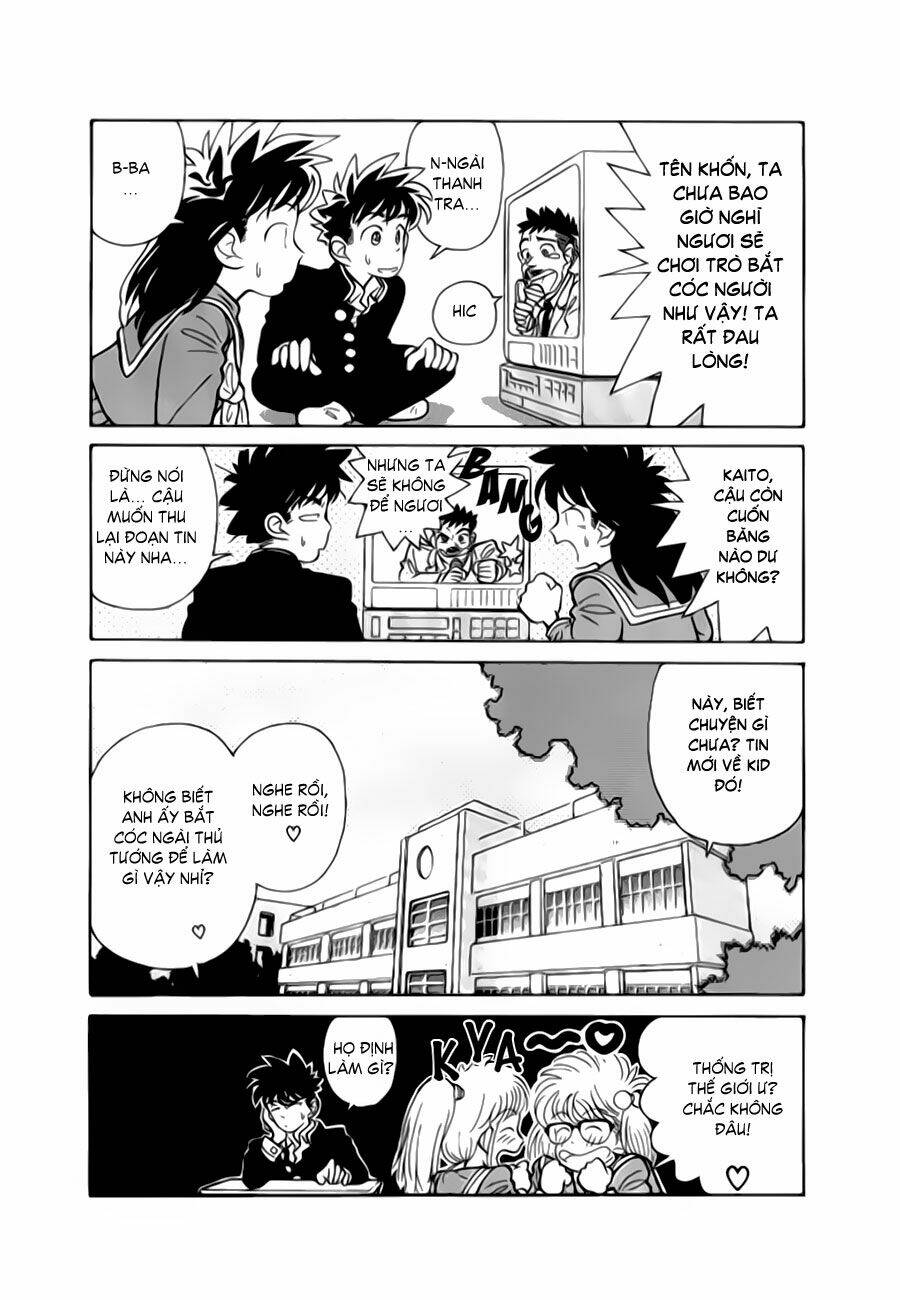 B-BA
...
N-NGÀI
THANH
TRA...
HIC
TÊN KHỐN, TA
CHƯA BAO
GIỜ NGHỈ
NGƯƠI SẼ
CHƠI TRÒ BẮT
CÓC NGƯỜI
NHƯ VẬY! TA
RẤT ĐAU
LÒNG!
ĐỪNG NÓI
LÀ... CẬU
MUỐN THU
LẠI ĐOẠN TIN
NÀY NHA...
NHƯNG TA
SẼ KHÔNG
ĐỂ NGƯƠI
...
BANG
KAITO,
CẬU CÒN
CUỐN
BĂNG
NÀO DƯ
KHÔNG?
NÀY, BIẾT
CHUYỆN GÌ
CHƯA? TIN
MỚI VỀ KID
ĐÓ!
NGHE RỒI,
NGHE RỒI!
♡
KHÔNG BIẾT
ANH ẤY BẮT
CÓC NGÀI THỦ
TƯỚNG ĐỂ LÀM
GÌ VẬY NHỈ?
♡
HỌ ĐỊNH
LÀM GÌ?
KYA~♡
THỐNG TRỊ
THẾ GIỚI Ư?
CHẮC KHÔNG
ĐÂU!
♡